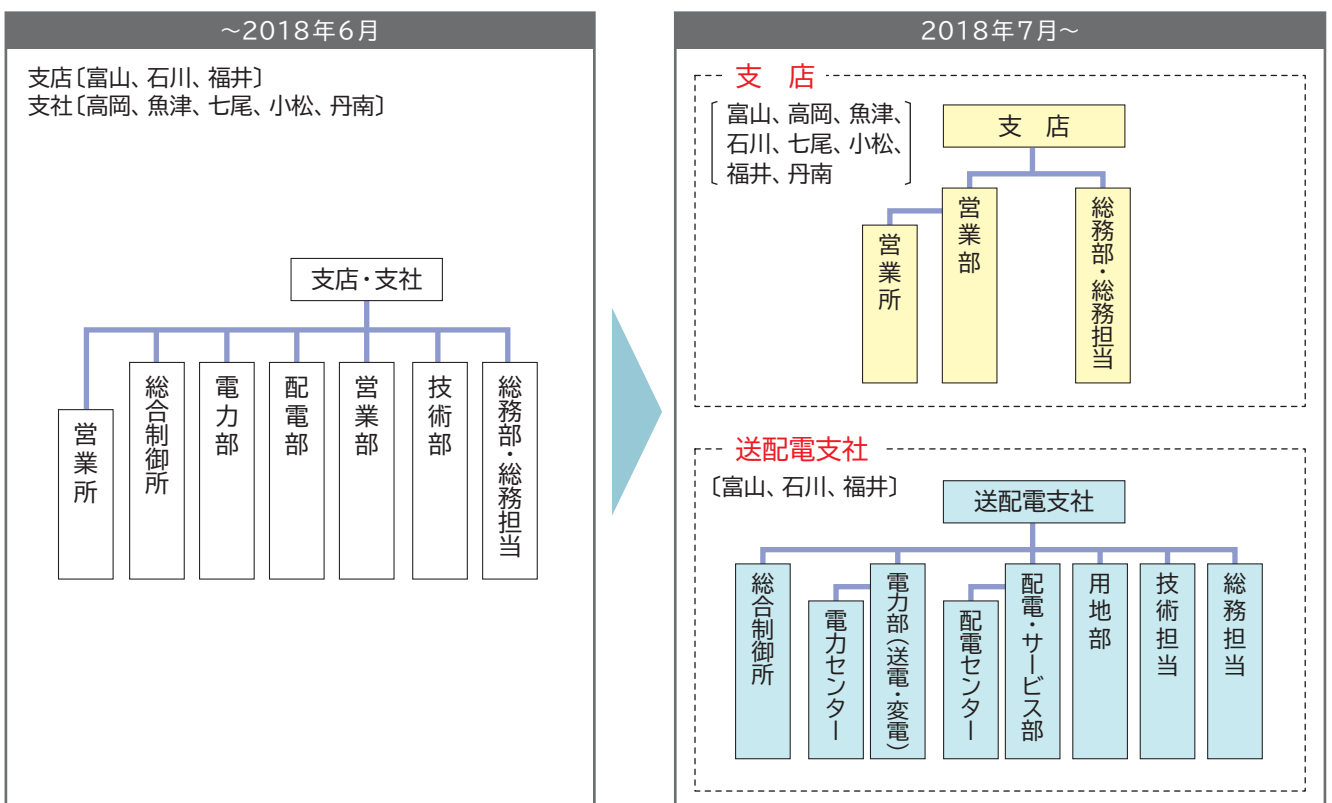 ~2018年6月
支店〔富山、石川、福井〕
支社〔高岡、魚津、七尾、小松、丹南〕
支店・支社
営業所
総合制御所
電力部
配電部
営業部
技術部
総務部・総務担当
2018年7月~
支 店
富山、高岡、魚津、
石川、七尾、小松、
福井、丹南
支 店
営業所
営業部
総務部・総務担当
送配電支社
〔富山、石川、福井〕
送配電支社
総合制御所
電力センター
電力部(送電・変電)
配電センター
配電・サービス部
用地部
技術担当
総務担当